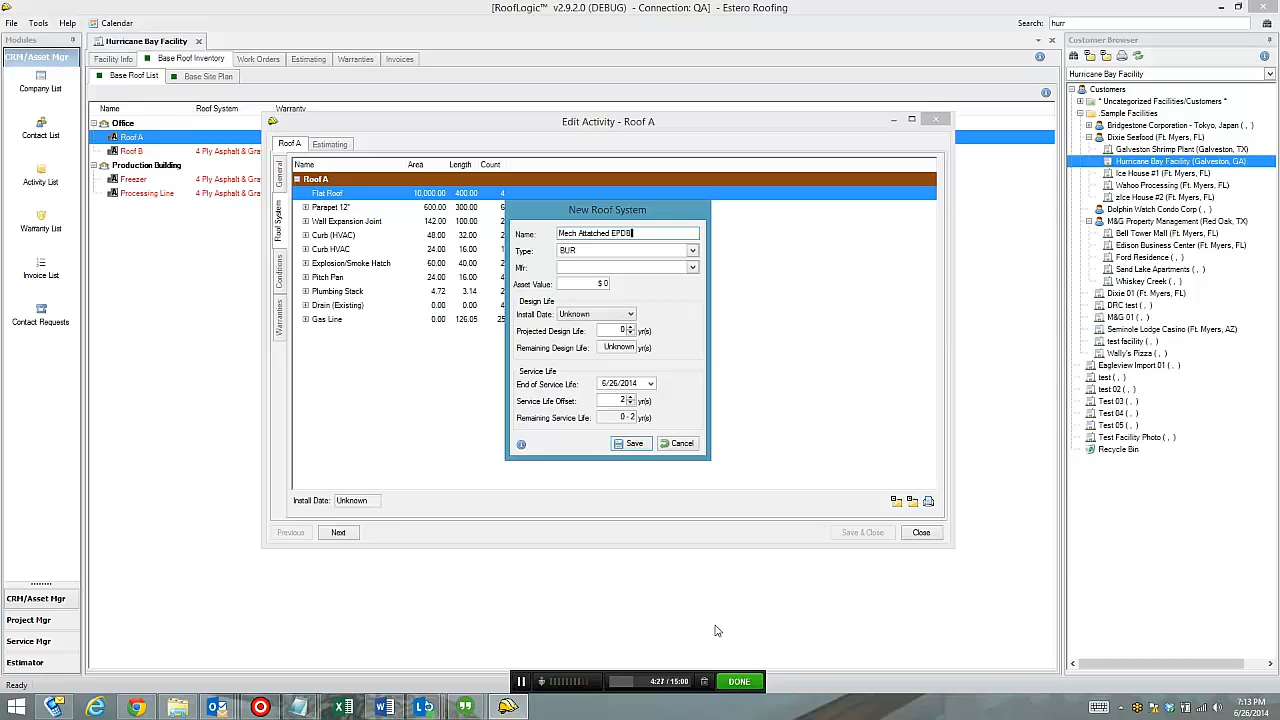 [RoofLogic™ v2.9.2.0 (DEBUG) - Connection: QA] - Estero Roofing
File Tools Help Calendar Search: hurr
Modules
CRM/Asset Mgr
Company List
Contact List
Activity List
Warranty List
Invoice List
Contact Requests
CRM/Asset Mgr
Project Mgr
Service Mgr
Estimator
Ready
Hurricane Bay Facility
Facility Info Base Roof Inventory Work Orders Estimating Warranties Invoices
Base Roof List Base Site Plan
Name Roof System Warranty
Office
Roof A
Roof B 4 Ply Asphalt & Gra
Production Building
Freezer 4 Ply Asphalt & Gra
Processing Line 4 Ply Asphalt & Gra
Edit Activity - Roof A
Roof A Estimating
General
Roof System
Conditions
Warranties
Name Area Length Count
Roof A
Flat Roof 10,000.00 400.00 4
Parapet 12" 600.00 300.00 6
Wall Expansion Joint 142.00 100.00
Curb (HVAC) 48.00 32.00
Curb HVAC 24.00 16.00
Explosion/Smoke Hatch 60.00 40.00
Pitch Pan 24.00 16.00
Plumbing Stack 4.72 3.14
Drain (Existing) 0.00 0.00
Gas Line 0.00 126.05 25
Install Date: Unknown
Previous Next Save & Close Close
New Roof System
Name: Mech Attatched EPDB
Type: BUR
Mfr:
Asset Value: $ 0
Design Life
Install Date: Unknown
Projected Design Life: 0 yr(s)
Remaining Design Life: Unknown yr(s)
Service Life
End of Service Life: 6/26/2014
Service Life Offset: 2 yr(s)
Remaining Service Life: 0 - 2 yr(s)
Save Cancel
Customer Browser
Hurricane Bay Facility
Customers
* Uncategorized Facilities/Customers *
.Sample Facilities
Bridgestone Corporation - Tokyo, Japan ( , )
Dixie Seafood (Ft. Myers, FL)
Galveston Shrimp Plant (Galveston, TX)
Hurricane Bay Facility (Galveston, GA)
Ice House #1 (Ft. Myers, FL)
Wahoo Processing (Ft. Myers, FL)
zIce House #2 (Ft. Myers, FL)
Dolphin Watch Condo Corp ( , )
M&G Property Management (Red Oak, TX)
Bell Tower Mall (Ft. Myers, FL)
Edison Business Center (Ft. Myers, FL)
Ford Residence ( , )
Sand Lake Apartments ( , )
Whiskey Creek ( , )
Dixie 01 (Ft. Myers, FL)
DRC test ( , )
M&G 01 ( , )
Seminole Lodge Casino (Ft. Myers, AZ)
test facility ( , )
Wally's Pizza ( , )
Eagleview Import 01 ( , )
test ( , )
test 02 ( , )
Test 03 ( , )
Test 04 ( , )
Test 05 ( , )
Test Facility Photo ( , )
Recycle Bin
4:27 / 15:00 DONE
7:13 PM
6/26/2014